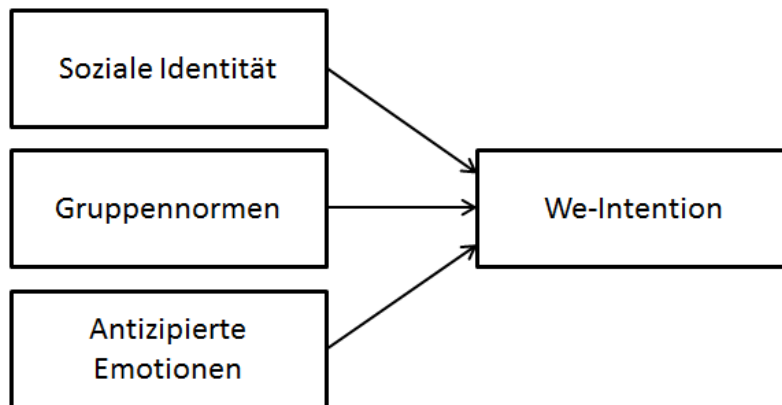 Soziale Identität
Gruppennormen
We-Intention
Antizipierte
Emotionen